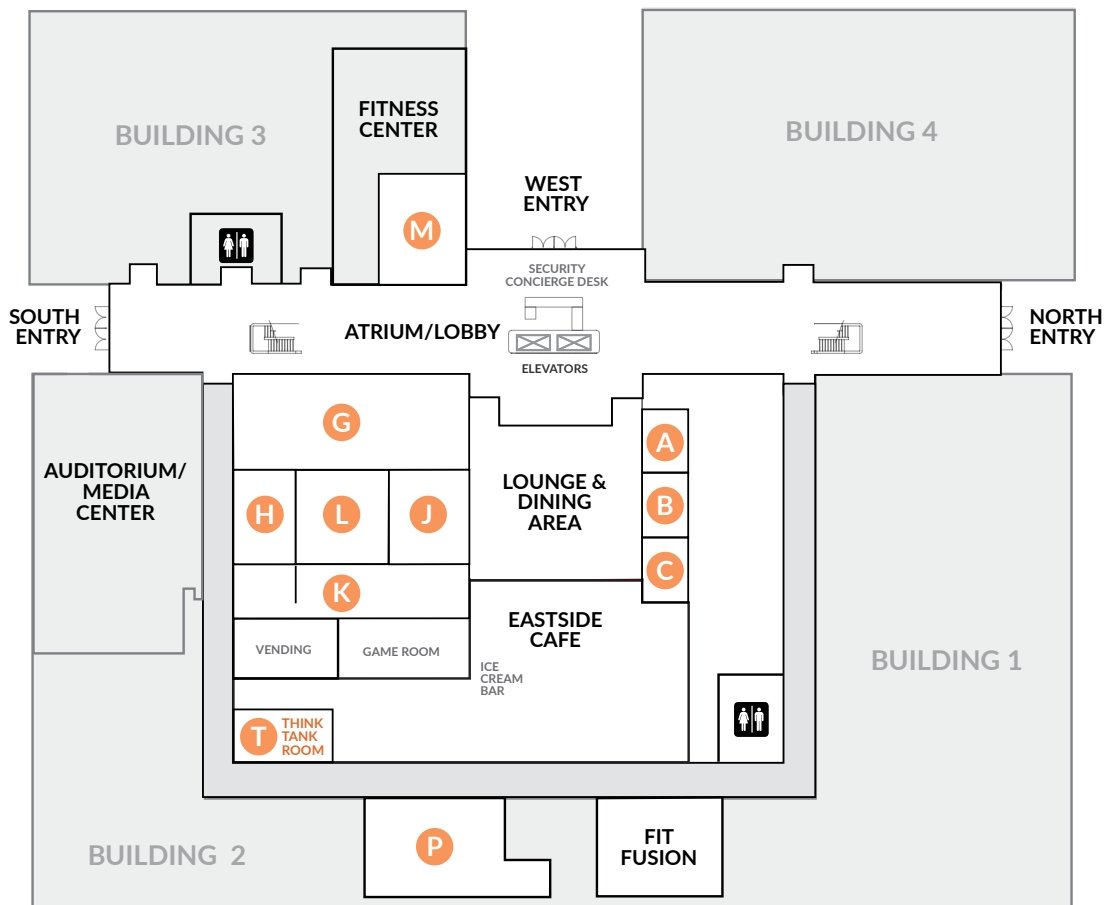 FITNESS
CENTER
BUILDING 3
BUILDING 4
WEST
ENTRY
M
SECURITY
CONCIERGE DESK
SOUTH
ENTRY
ATRIUM/LOBBY
NORTH
ENTRY
ELEVATORS
G
A
AUDITORIUM/
MEDIA
CENTER
LOUNGE &
DINING
AREA
H
L
J
B
C
K
EASTSIDE
CAFE
VENDING
GAME ROOM
ICE
CREAM
BAR
BUILDING 1
T
THINK
TANK
ROOM
P
FIT
FUSION
BUILDING 2